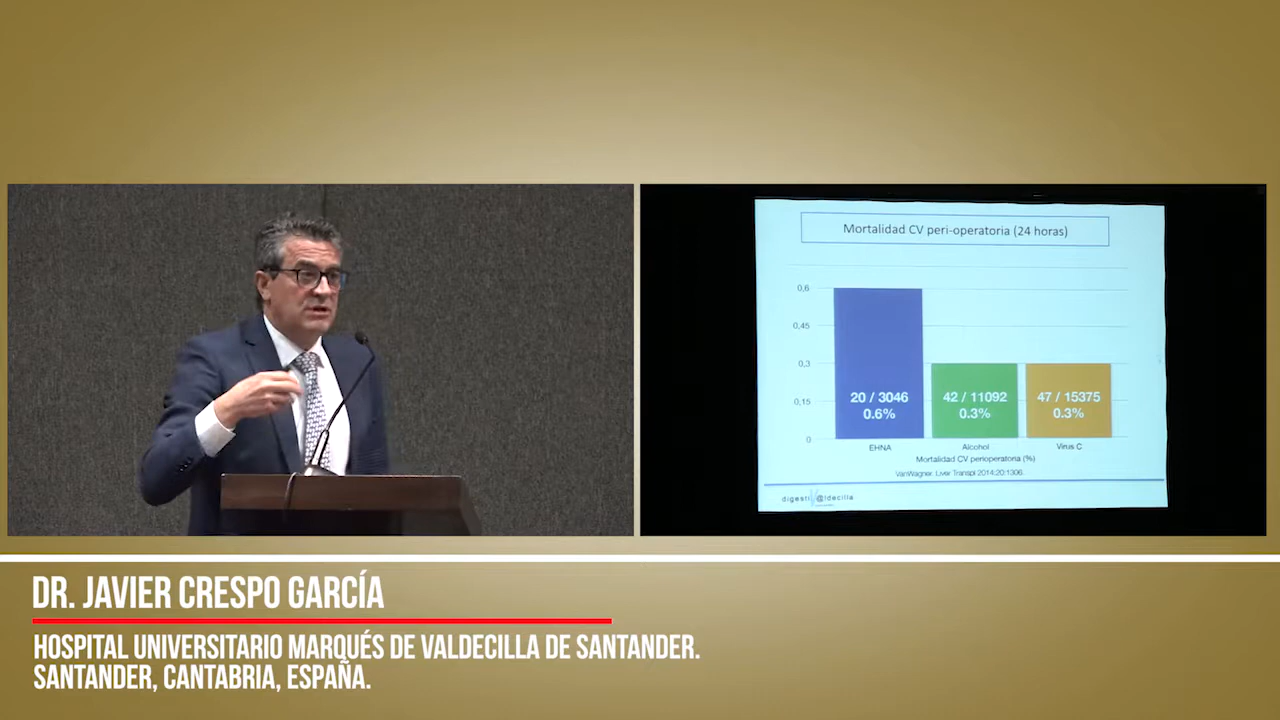 Mortalidad CV peri-operatoria (24 horas)
0,6
0,45
0,3
0,15
0
20 / 3046
0.6%
42 / 11092
0.3%
47 / 15375
0.3%
EHNA
Alcohol
Virus C
Mortalidad CV perioperatoria (%)
VanWagner. Liver Transpl 2014;20:1306.
digestiv@ldecilla
DR. JAVIER CRESPO GARCÍA
HOSPITAL UNIVERSITARIO MARQUÉS DE VALDECILLA DE SANTANDER.
SANTANDER, CANTABRIA, ESPAÑA.